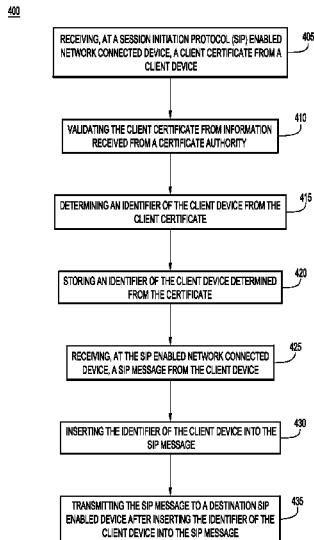 400
RECEIVING, AT A SESSION INITIATION PROTOCOL (SIP) ENABLED
NETWORK CONNECTED DEVICE, A CLIENT CERTIFICATE FROM A
CLIENT DEVICE
405
VALIDATING THE CLIENT CERTIFICATE FROM INFORMATION
RECEIVED FROM A CERTIFICATE AUTHORITY
410
DETERMINING AN IDENTIFIER OF THE CLIENT DEVICE FROM THE
CLIENT CERTIFICATE
415
STORING AN IDENTIFIER OF THE CLIENT DEVICE DETERMINED
FROM THE CERTIFICATE
420
RECEIVING, AT THE SIP ENABLED NETWORK CONNECTED
DEVICE, A SIP MESSAGE FROM THE CLIENT DEVICE
425
INSERTING THE IDENTIFIER OF THE CLIENT DEVICE INTO THE
SIP MESSAGE
430
TRANSMITTING THE SIP MESSAGE TO A DESTINATION SIP
ENABLED DEVICE AFTER INSERTING THE IDENTIFIER OF THE
CLIENT DEVICE INTO THE SIP MESSAGE
435